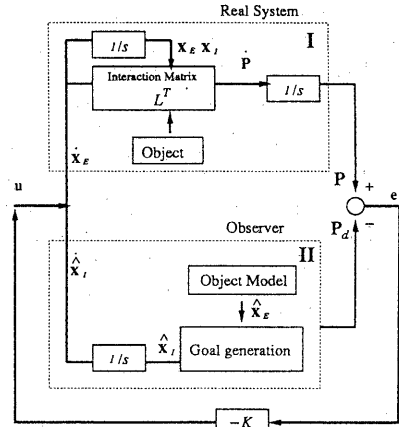 Real System
I
1/s
X_E X_I
Interaction Matrix
L^T
Ṗ
1/s
Object
Ẋ_E
P
+
u
e
−
P_d
Observer
II
X̂̇_I
Object Model
X̂_E
X̂_I
Goal generation
1/s
−K